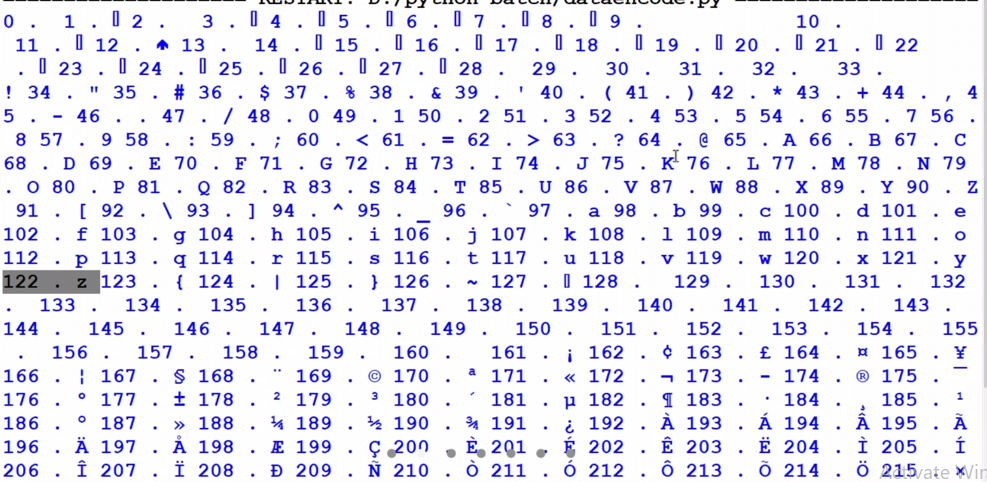 RESTART: D:/python batch/dataencode.py
0 . 1 . 2 . 3 . 4 . 5 . 6 . 7 . 8 . 9 . 10 .
11 . 12 . ♠ 13 . 14 . 15 . 16 . 17 . 18 . 19 . 20 . 21 . 22
. 23 . 24 . 25 . 26 . 27 . 28 . 29 . 30 . 31 . 32 . 33 .
! 34 . " 35 . # 36 . $ 37 . % 38 . & 39 . ' 40 . ( 41 . ) 42 . * 43 . + 44 . , 4
5 . - 46 . . 47 . / 48 . 0 49 . 1 50 . 2 51 . 3 52 . 4 53 . 5 54 . 6 55 . 7 56 .
8 57 . 9 58 . : 59 . ; 60 . < 61 . = 62 . > 63 . ? 64 . @ 65 . A 66 . B 67 . C
68 . D 69 . E 70 . F 71 . G 72 . H 73 . I 74 . J 75 . K 76 . L 77 . M 78 . N 79
. O 80 . P 81 . Q 82 . R 83 . S 84 . T 85 . U 86 . V 87 . W 88 . X 89 . Y 90 . Z
91 . [ 92 . \ 93 . ] 94 . ^ 95 . _ 96 . ` 97 . a 98 . b 99 . c 100 . d 101 . e
102 . f 103 . g 104 . h 105 . i 106 . j 107 . k 108 . l 109 . m 110 . n 111 . o
112 . p 113 . q 114 . r 115 . s 116 . t 117 . u 118 . v 119 . w 120 . x 121 . y
122 . z 123 . { 124 . | 125 . } 126 . ~ 127 . 128 . 129 . 130 . 131 . 132
. 133 . 134 . 135 . 136 . 137 . 138 . 139 . 140 . 141 . 142 . 143 .
144 . 145 . 146 . 147 . 148 . 149 . 150 . 151 . 152 . 153 . 154 . 155
. 156 . 157 . 158 . 159 . 160 . 161 . ¡ 162 . ¢ 163 . £ 164 . ¤ 165 . ¥
166 . ¦ 167 . § 168 . ¨ 169 . © 170 . ª 171 . « 172 . ¬ 173 . - 174 . ® 175 . ¯
176 . ° 177 . ± 178 . ² 179 . ³ 180 . ´ 181 . µ 182 . ¶ 183 . · 184 . ¸ 185 . ¹
186 . º 187 . » 188 . ¼ 189 . ½ 190 . ¾ 191 . ¿ 192 . À 193 . Á 194 . Â 195 . Ã
196 . Ä 197 . Å 198 . Æ 199 . Ç 200 . È 201 . É 202 . Ê 203 . Ë 204 . Ì 205 . Í
206 . Î 207 . Ï 208 . Ð 209 . Ñ 210 . Ò 211 . Ó 212 . Ô 213 . Õ 214 . Ö 215 . ×
Activate Win